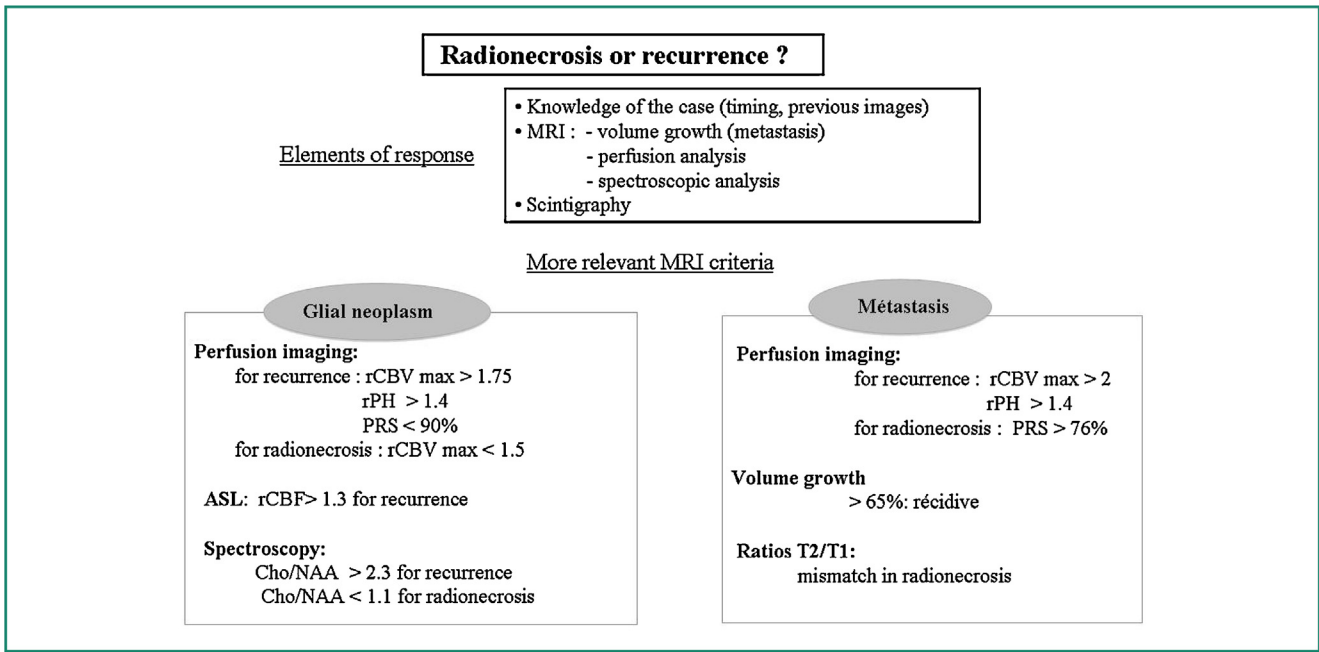 Radionecrosis or recurrence ?
Elements of response
• Knowledge of the case (timing, previous images)
• MRI : - volume growth (metastasis)
- perfusion analysis
- spectroscopic analysis
• Scintigraphy
More relevant MRI criteria
Glial neoplasm
Perfusion imaging:
for recurrence : rCBV max > 1.75
rPH > 1.4
PRS < 90%
for radionecrosis : rCBV max < 1.5
ASL: rCBF> 1.3 for recurrence
Spectroscopy:
Cho/NAA > 2.3 for recurrence
Cho/NAA < 1.1 for radionecrosis
Métastasis
Perfusion imaging:
for recurrence : rCBV max > 2
rPH > 1.4
for radionecrosis : PRS > 76%
Volume growth
> 65%: récidive
Ratios T2/T1:
mismatch in radionecrosis